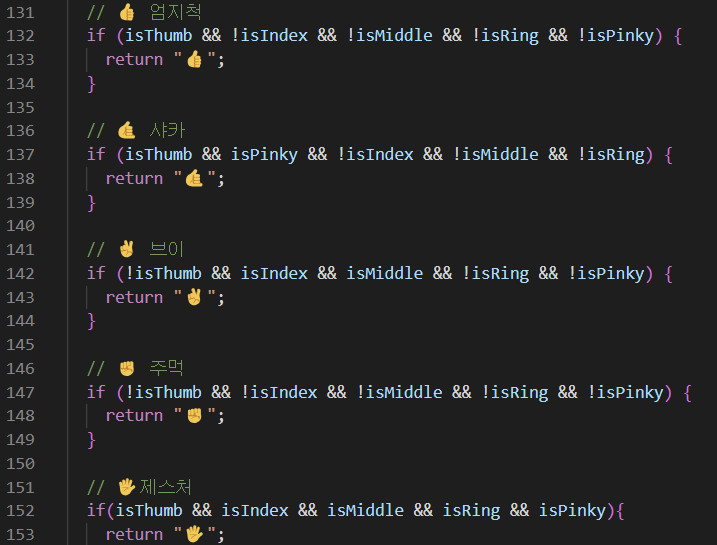 131 // 👍 엄지척
132 if (isThumb && !isIndex && !isMiddle && !isRing && !isPinky) {
133 return "👍";
134 }
135
136 // 🤙 샤카
137 if (isThumb && isPinky && !isIndex && !isMiddle && !isRing) {
138 return "🤙";
139 }
140
141 // ✌ 브이
142 if (!isThumb && isIndex && isMiddle && !isRing && !isPinky) {
143 return "✌";
144 }
145
146 // ✊ 주먹
147 if (!isThumb && !isIndex && !isMiddle && !isRing && !isPinky) {
148 return "✊";
149 }
150
151 // 🖐제스처
152 if(isThumb && isIndex && isMiddle && isRing && isPinky){
153 return "🖐";